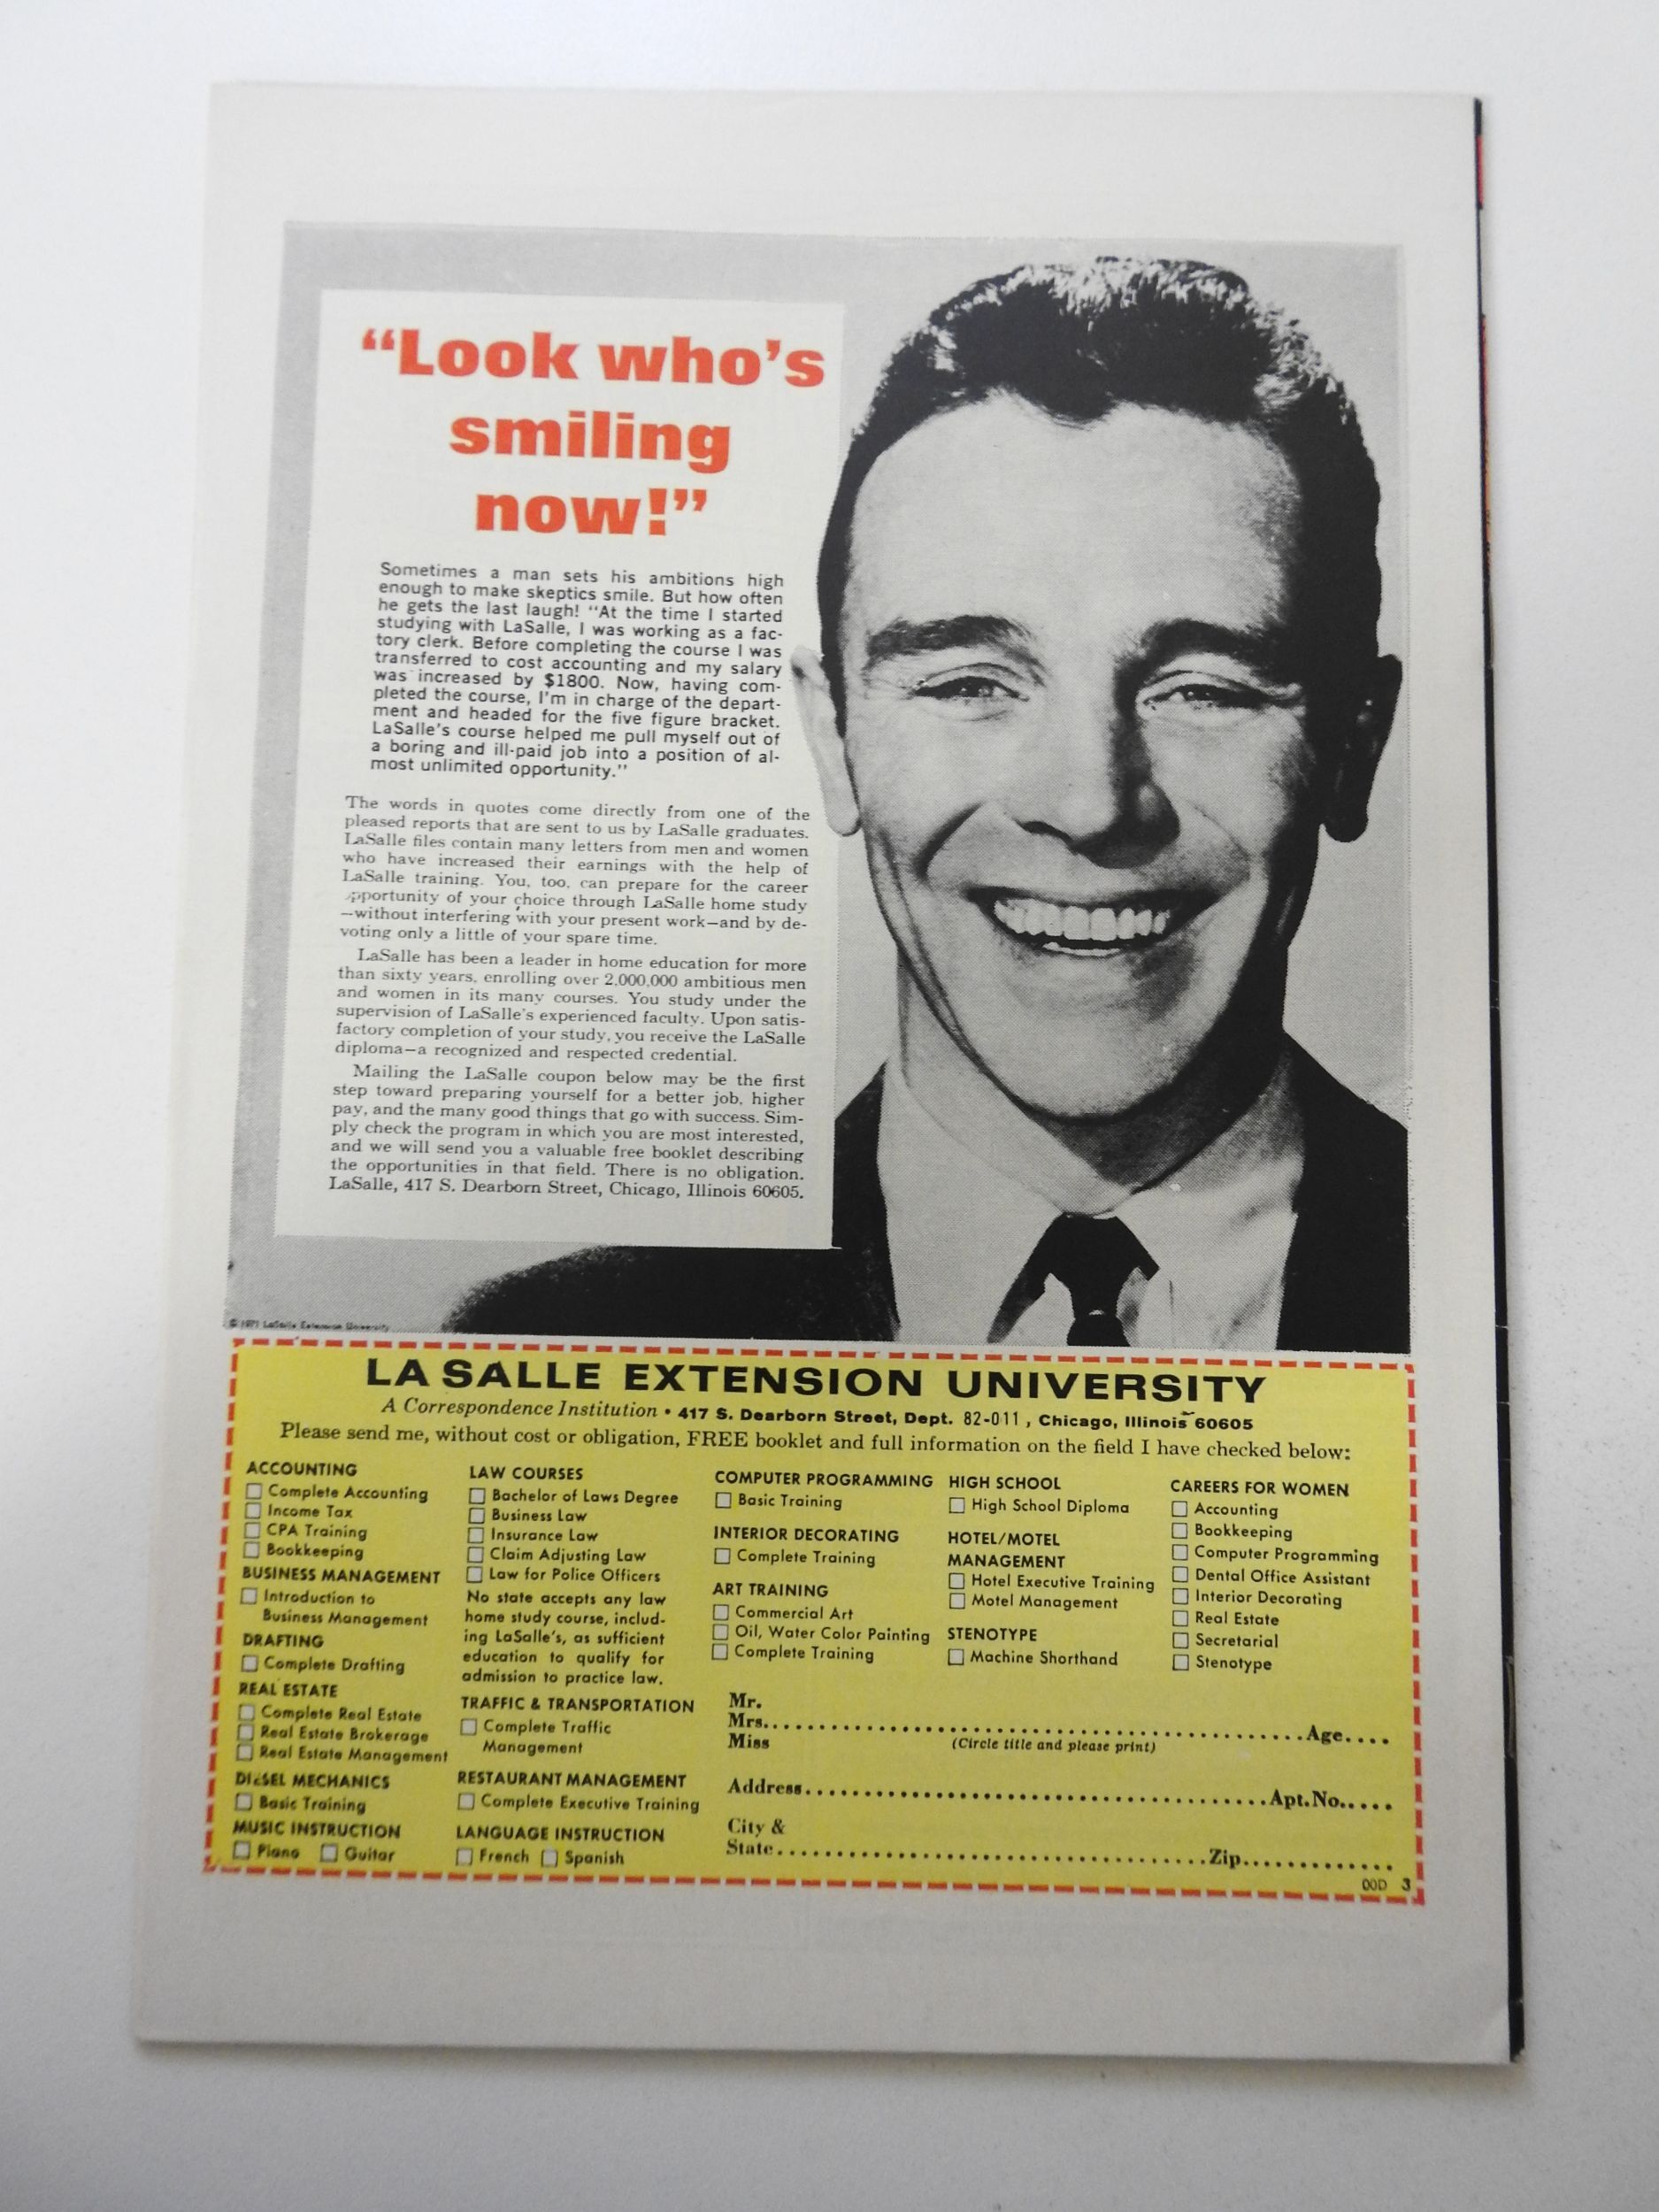 “Look who’s
smiling
now!”
Sometimes a man sets his ambitions high
enough to make skeptics smile. But how often
he gets the last laugh! “At the time I started
studying with LaSalle, I was working as a fac-
tory clerk. Before completing the course I was
transferred to cost accounting and my salary
was increased by $1800. Now, having com-
pleted the course, I’m in charge of the depart-
ment and headed for the five figure bracket.
LaSalle’s course helped me pull myself out of
a boring and ill-paid job into a position of al-
most unlimited opportunity.”
The words in quotes come directly from one of the
pleased reports that are sent to us by LaSalle graduates.
LaSalle files contain many letters from men and women
who have increased their earnings with the help of
LaSalle training. You, too, can prepare for the career
opportunity of your choice through LaSalle home study
—without interfering with your present work—and by de-
voting only a little of your spare time.
LaSalle has been a leader in home education for more
than sixty years, enrolling over 2,000,000 ambitious men
and women in its many courses. You study under the
supervision of LaSalle’s experienced faculty. Upon satis-
factory completion of your study, you receive the LaSalle
diploma—a recognized and respected credential.
Mailing the LaSalle coupon below may be the first
step toward preparing yourself for a better job, higher
pay, and the many good things that go with success. Sim-
ply check the program in which you are most interested,
and we will send you a valuable free booklet describing
the opportunities in that field. There is no obligation.
LaSalle, 417 S. Dearborn Street, Chicago, Illinois 60605.
© 1971 LaSalle Extension University
LA SALLE EXTENSION UNIVERSITY
A Correspondence Institution • 417 S. Dearborn Street, Dept. 82-011, Chicago, Illinois 60605
Please send me, without cost or obligation, FREE booklet and full information on the field I have checked below:
ACCOUNTING
Complete Accounting
Income Tax
CPA Training
Bookkeeping
BUSINESS MANAGEMENT
Introduction to
Business Management
DRAFTING
Complete Drafting
REAL ESTATE
Complete Real Estate
Real Estate Brokerage
Real Estate Management
DIESEL MECHANICS
Basic Training
MUSIC INSTRUCTION
Piano Guitar
LAW COURSES
Bachelor of Laws Degree
Business Law
Insurance Law
Claim Adjusting Law
Law for Police Officers
No state accepts any law
home study course, includ-
ing LaSalle’s, as sufficient
education to qualify for
admission to practice law.
TRAFFIC & TRANSPORTATION
Complete Traffic
Management
RESTAURANT MANAGEMENT
Complete Executive Training
LANGUAGE INSTRUCTION
French Spanish
COMPUTER PROGRAMMING
Basic Training
INTERIOR DECORATING
Complete Training
ART TRAINING
Commercial Art
Oil, Water Color Painting
Complete Training
HIGH SCHOOL
High School Diploma
HOTEL/MOTEL
MANAGEMENT
Hotel Executive Training
Motel Management
STENOTYPE
Machine Shorthand
CAREERS FOR WOMEN
Accounting
Bookkeeping
Computer Programming
Dental Office Assistant
Interior Decorating
Real Estate
Secretarial
Stenotype
Mr.
Mrs. Age
Miss (Circle title and please print)
Address Apt.No.
City &
State Zip
00D 3